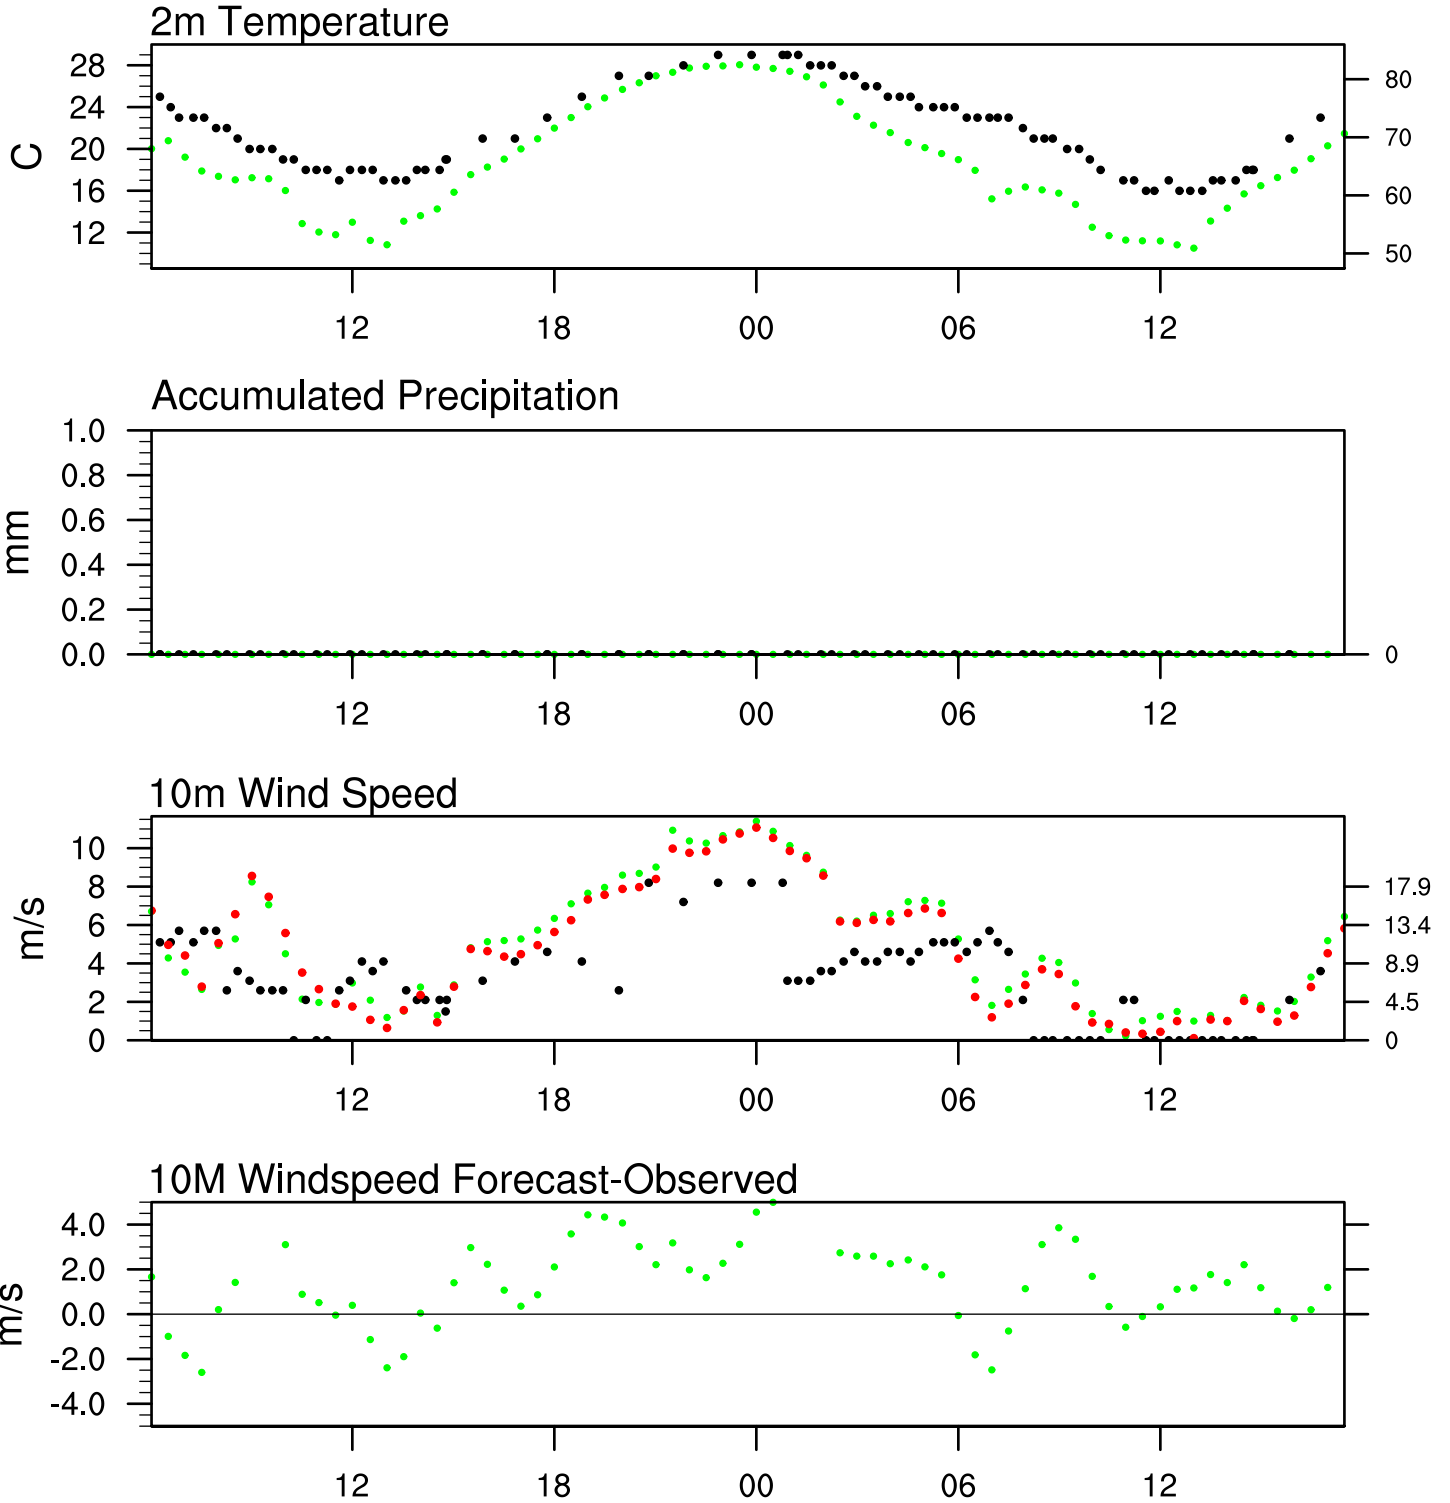 2m Temperature
28
24
20
16
12
C
80
70
60
50
12 18 00 06 12
Accumulated Precipitation
1.0
0.8
0.6
0.4
0.2
0.0
mm
0
12 18 00 06 12
10m Wind Speed
10
8
6
4
2
0
m/s
17.9
13.4
8.9
4.5
0
12 18 00 06 12
10M Windspeed Forecast-Observed
4.0
2.0
0.0
-2.0
-4.0
m/s
12 18 00 06 12